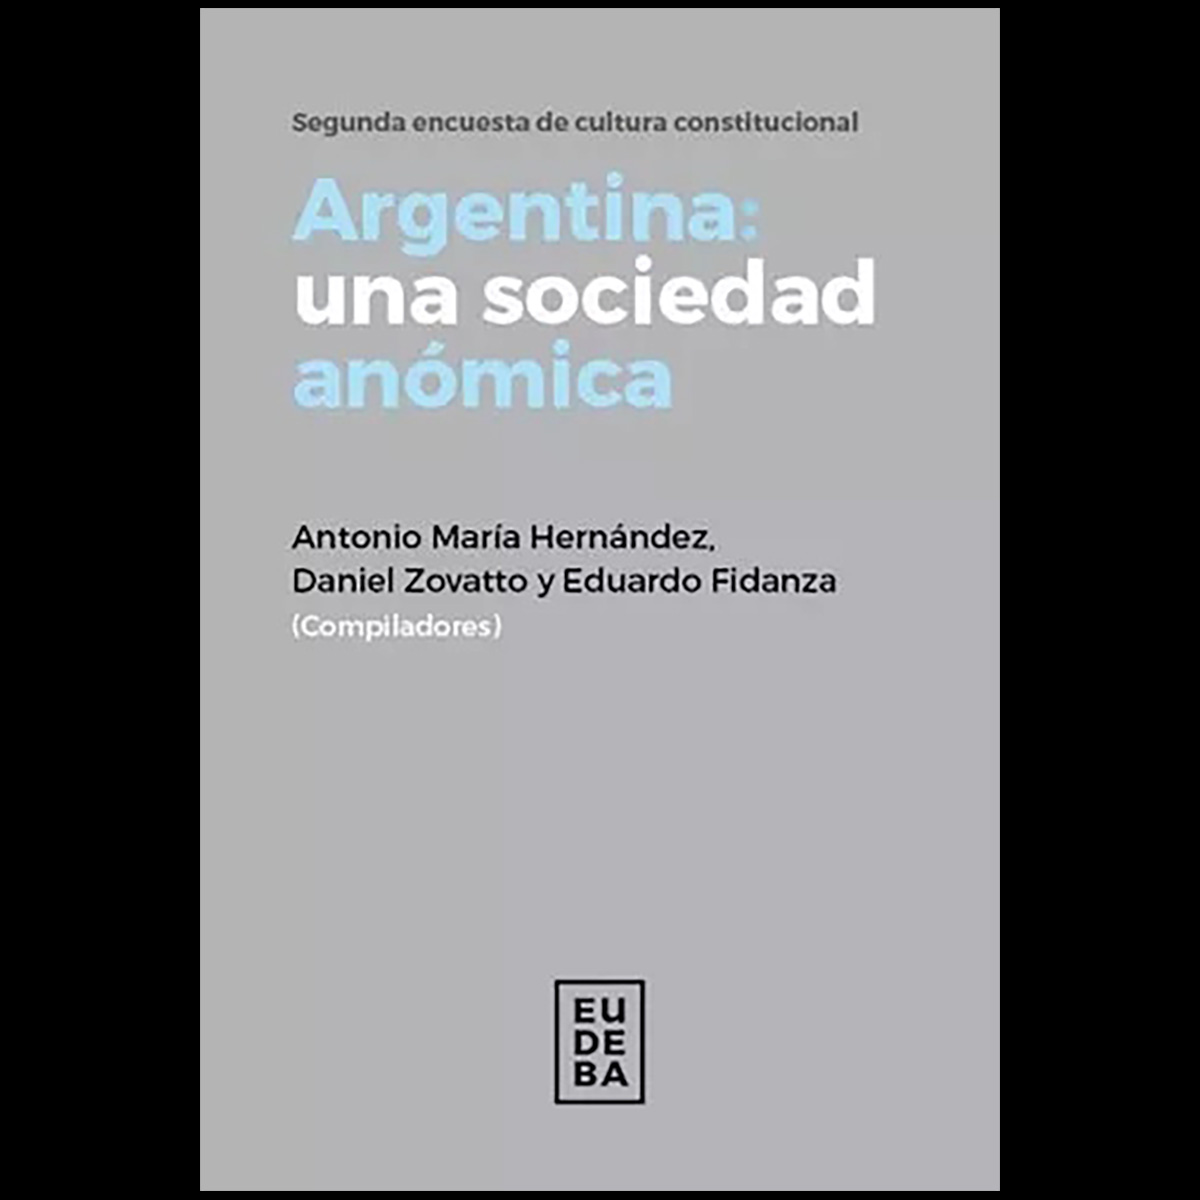 Segunda encuesta de cultura constitucional
Argentina:
una sociedad
anómica
Antonio María Hernández,
Daniel Zovatto y Eduardo Fidanza
(Compiladores)
EU
DE
BA